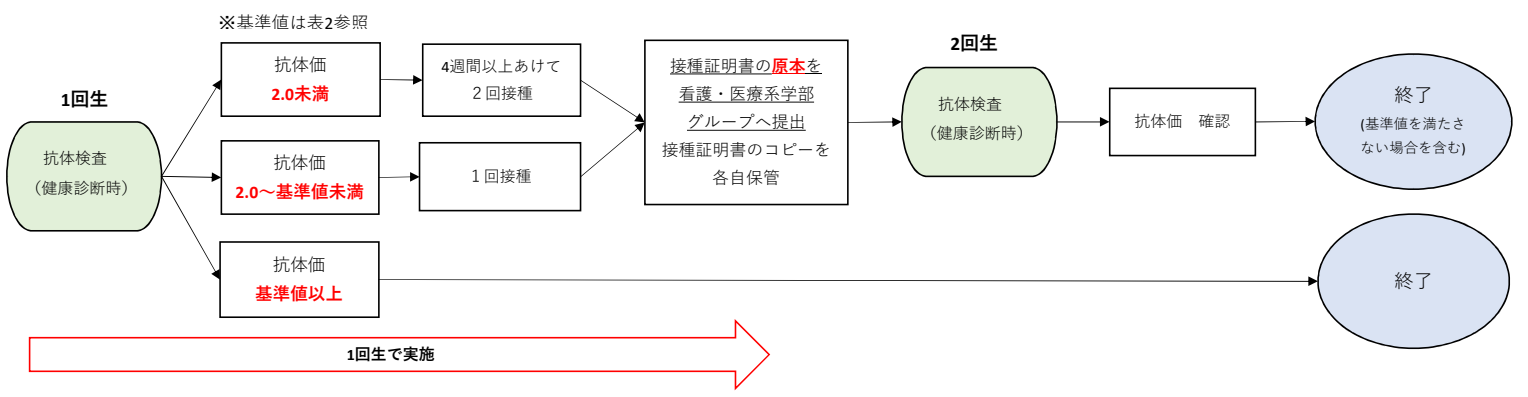 ※基準値は表2参照
1回生
抗体検査
（健康診断時）
抗体価
2.0未満
4週間以上あけて
２回接種
抗体価
2.0～基準値未満
１回接種
抗体価
基準値以上
接種証明書の原本を
看護・医療系学部
グループへ提出
接種証明書のコピーを
各自保管
2回生
抗体検査
（健康診断時）
抗体価　確認
終了
(基準値を満たさ
ない場合を含む)
終了
1回生で実施